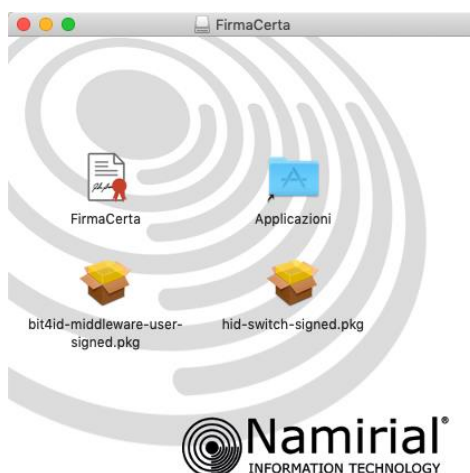 FirmaCerta
FirmaCerta
Applicazioni
bit4id-middleware-user-
signed.pkg
hid-switch-signed.pkg
Namirial®
INFORMATION TECHNOLOGY